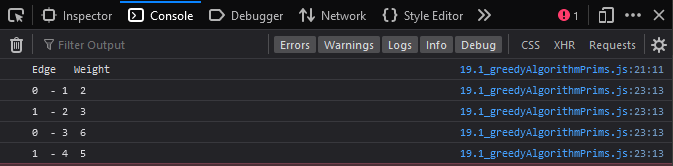 Inspector Console Debugger Network Style Editor 1
Filter Output Errors Warnings Logs Info Debug CSS XHR Requests
Edge Weight 19.1_greedyAlgorithmPrims.js:21:11
0 - 1 2 19.1_greedyAlgorithmPrims.js:23:13
1 - 2 3 19.1_greedyAlgorithmPrims.js:23:13
0 - 3 6 19.1_greedyAlgorithmPrims.js:23:13
1 - 4 5 19.1_greedyAlgorithmPrims.js:23:13